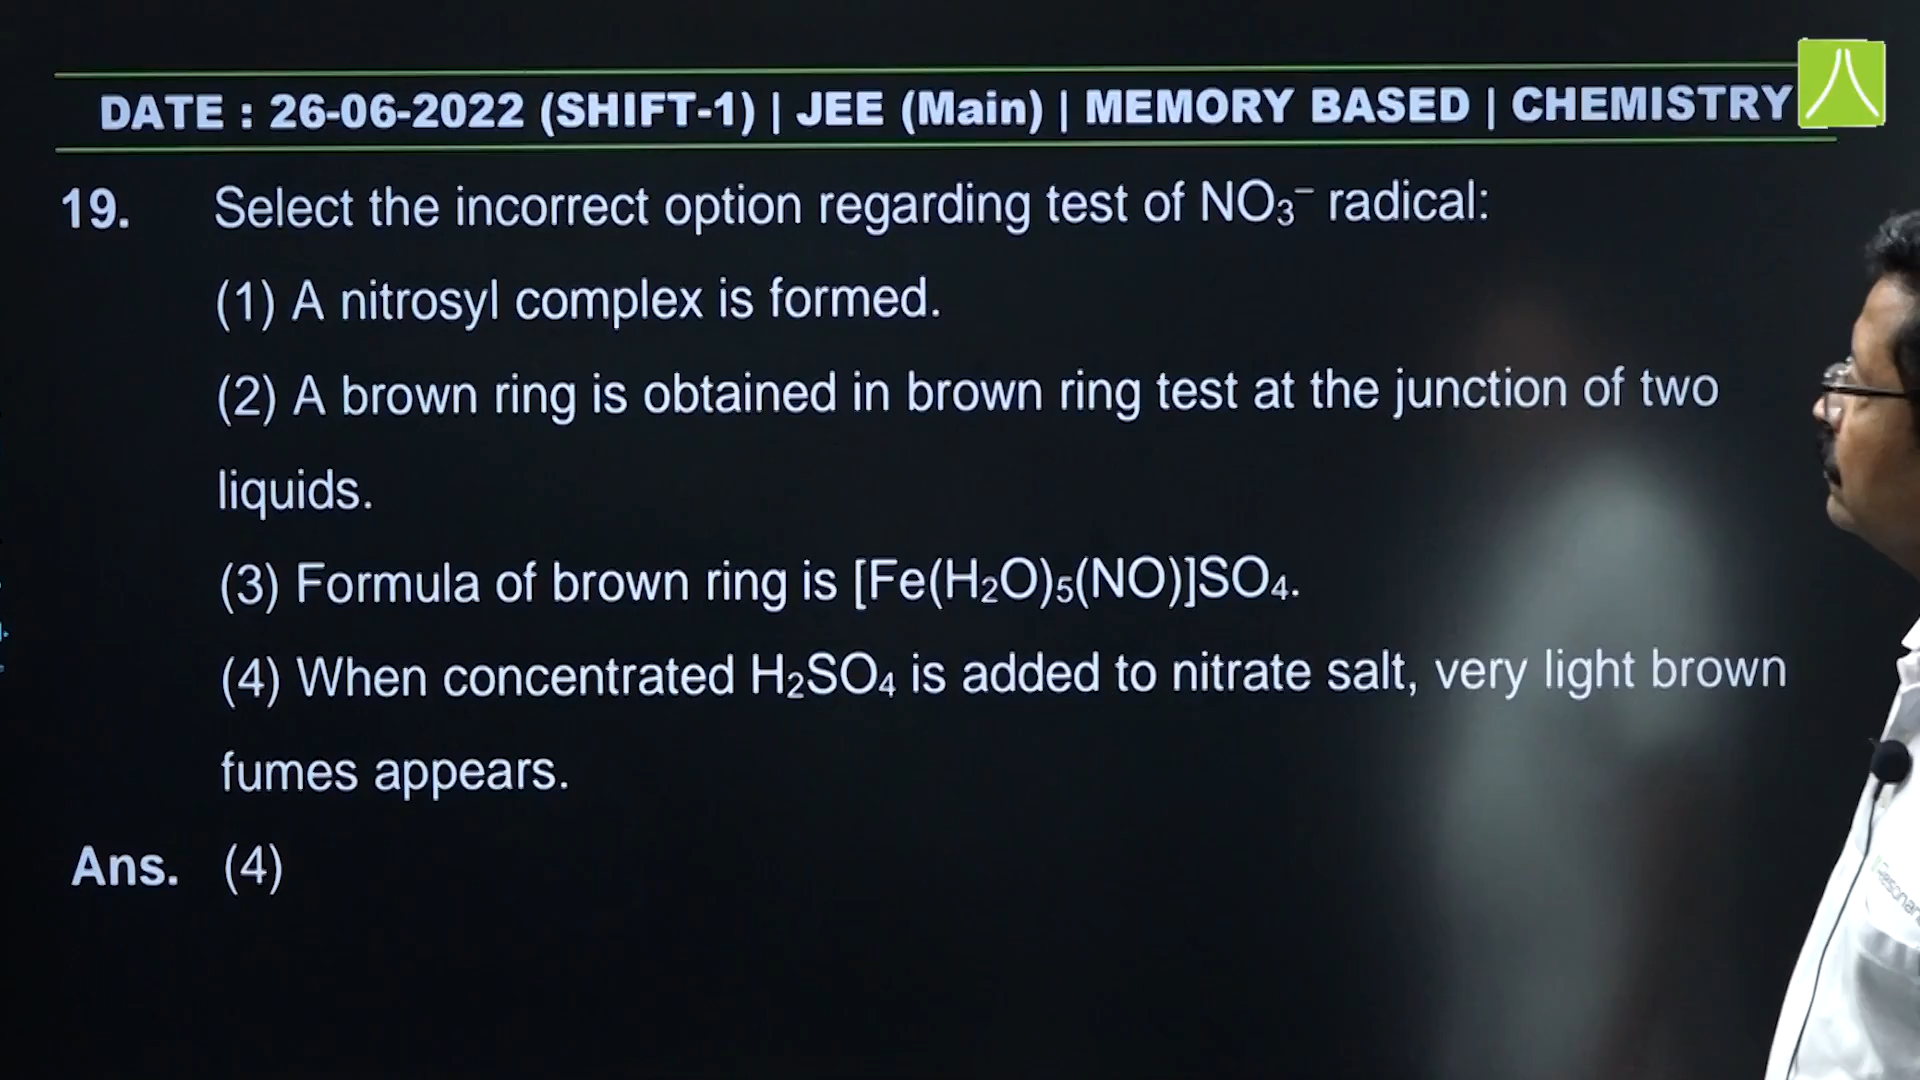 DATE : 26-06-2022 (SHIFT-1) | JEE (Main) | MEMORY BASED | CHEMISTRY
19. Select the incorrect option regarding test of NO₃⁻ radical:
(1) A nitrosyl complex is formed.
(2) A brown ring is obtained in brown ring test at the junction of two
liquids.
(3) Formula of brown ring is [Fe(H₂O)₅(NO)]SO₄.
(4) When concentrated H₂SO₄ is added to nitrate salt, very light brown
fumes appears.
Ans. (4)